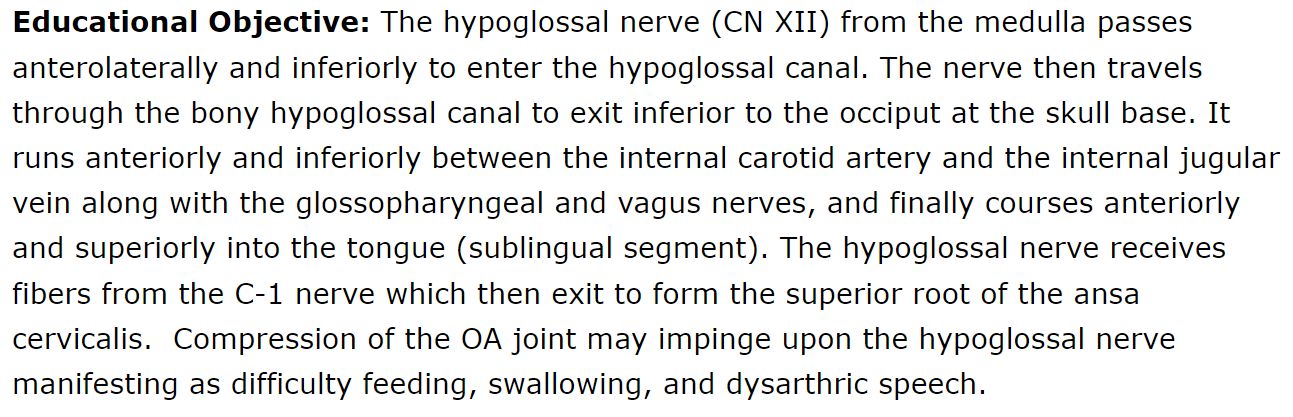 Educational Objective: The hypoglossal nerve (CN XII) from the medulla passes
anterolaterally and inferiorly to enter the hypoglossal canal. The nerve then travels
through the bony hypoglossal canal to exit inferior to the occiput at the skull base. It
runs anteriorly and inferiorly between the internal carotid artery and the internal jugular
vein along with the glossopharyngeal and vagus nerves, and finally courses anteriorly
and superiorly into the tongue (sublingual segment). The hypoglossal nerve receives
fibers from the C-1 nerve which then exit to form the superior root of the ansa
cervicalis.  Compression of the OA joint may impinge upon the hypoglossal nerve
manifesting as difficulty feeding, swallowing, and dysarthric speech.